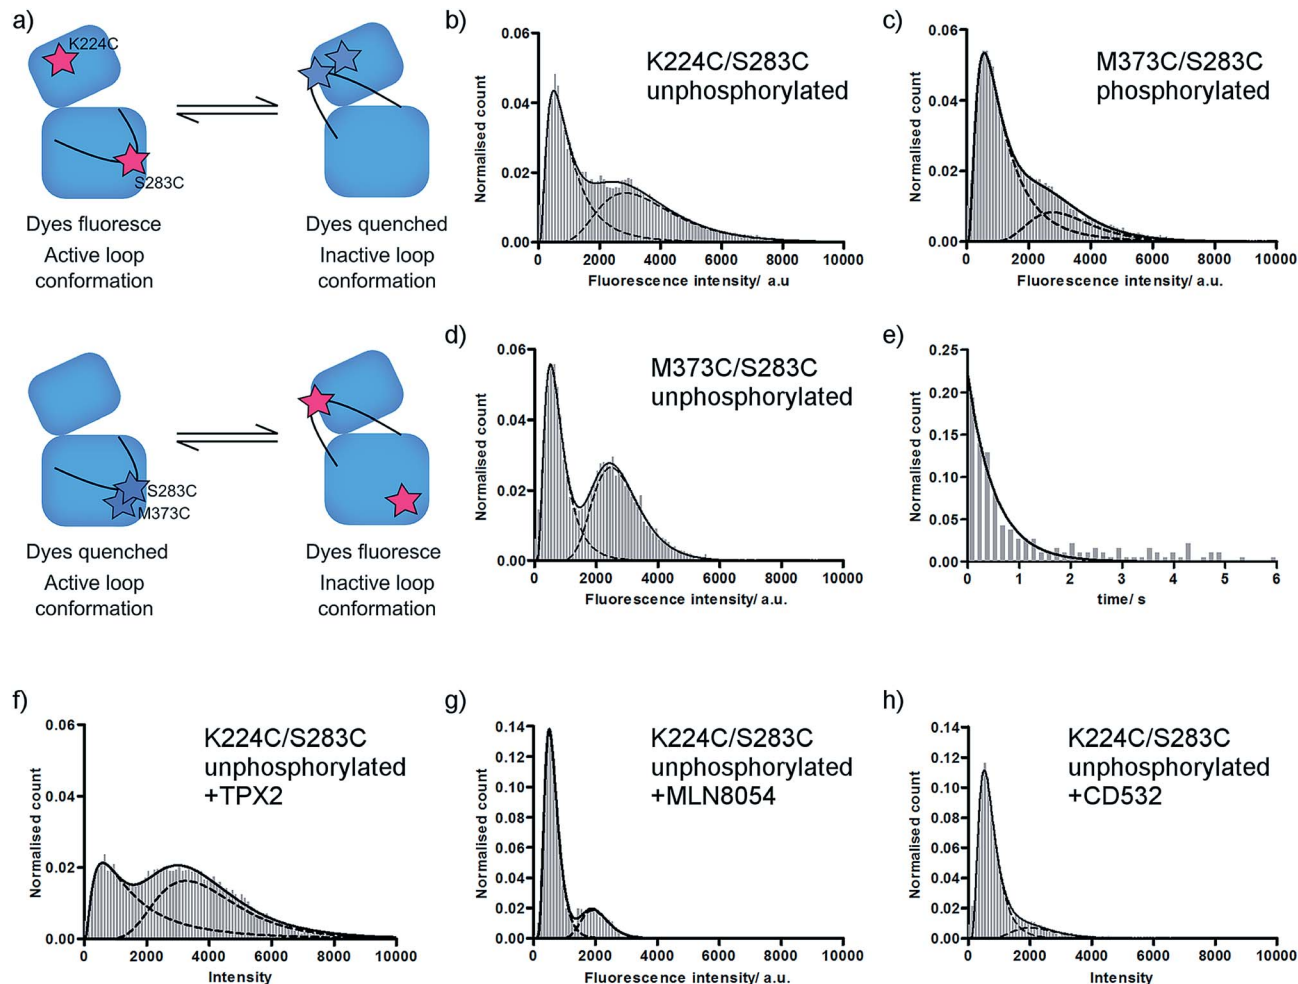 a)
K224C
S283C
Dyes fluoresce
Dyes quenched
Active loop
conformation
Inactive loop
conformation
S283C
M373C
Dyes quenched
Dyes fluoresce
Active loop
conformation
Inactive loop
conformation
b)
K224C/S283C
unphosphorylated
Normalised count
0.06
0.04
0.02
0.00
0 2000 4000 6000 8000 10000
Fluorescence intensity/ a.u
c)
M373C/S283C
phosphorylated
Normalised count
0.06
0.04
0.02
0.00
0 2000 4000 6000 8000 10000
Fluorescence intensity/ a.u.
d)
M373C/S283C
unphosphorylated
Normalised count
0.06
0.04
0.02
0.00
0 2000 4000 6000 8000 10000
Fluorescence intensity/ a.u.
e)
Normalised count
0.25
0.20
0.15
0.10
0.05
0.00
0 1 2 3 4 5 6
time/ s
f)
K224C/S283C
unphosphorylated
+TPX2
Normalised count
0.06
0.04
0.02
0.00
0 2000 4000 6000 8000 10000
Intensity
g)
K224C/S283C
unphosphorylated
+MLN8054
Normalised count
0.14
0.12
0.10
0.08
0.06
0.04
0.02
0.00
0 2000 4000 6000 8000 10000
Fluorescence intensity/ a.u.
h)
K224C/S283C
unphosphorylated
+CD532
Normalised count
0.14
0.12
0.10
0.08
0.06
0.04
0.02
0.00
0 2000 4000 6000 8000 10000
Intensity